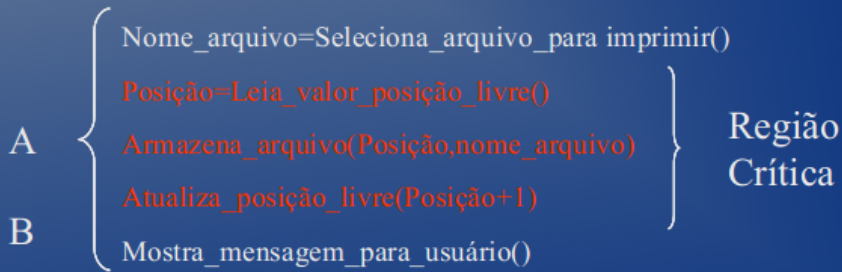 Nome_arquivo=Seleciona_arquivo_para imprimir()
Posição=Leia_valor_posição_livre()
Armazena_arquivo(Posição,nome_arquivo)
Atualiza_posição_livre(Posição+1)
Mostra_mensagem_para_usuário()
A
B
Região
Crítica